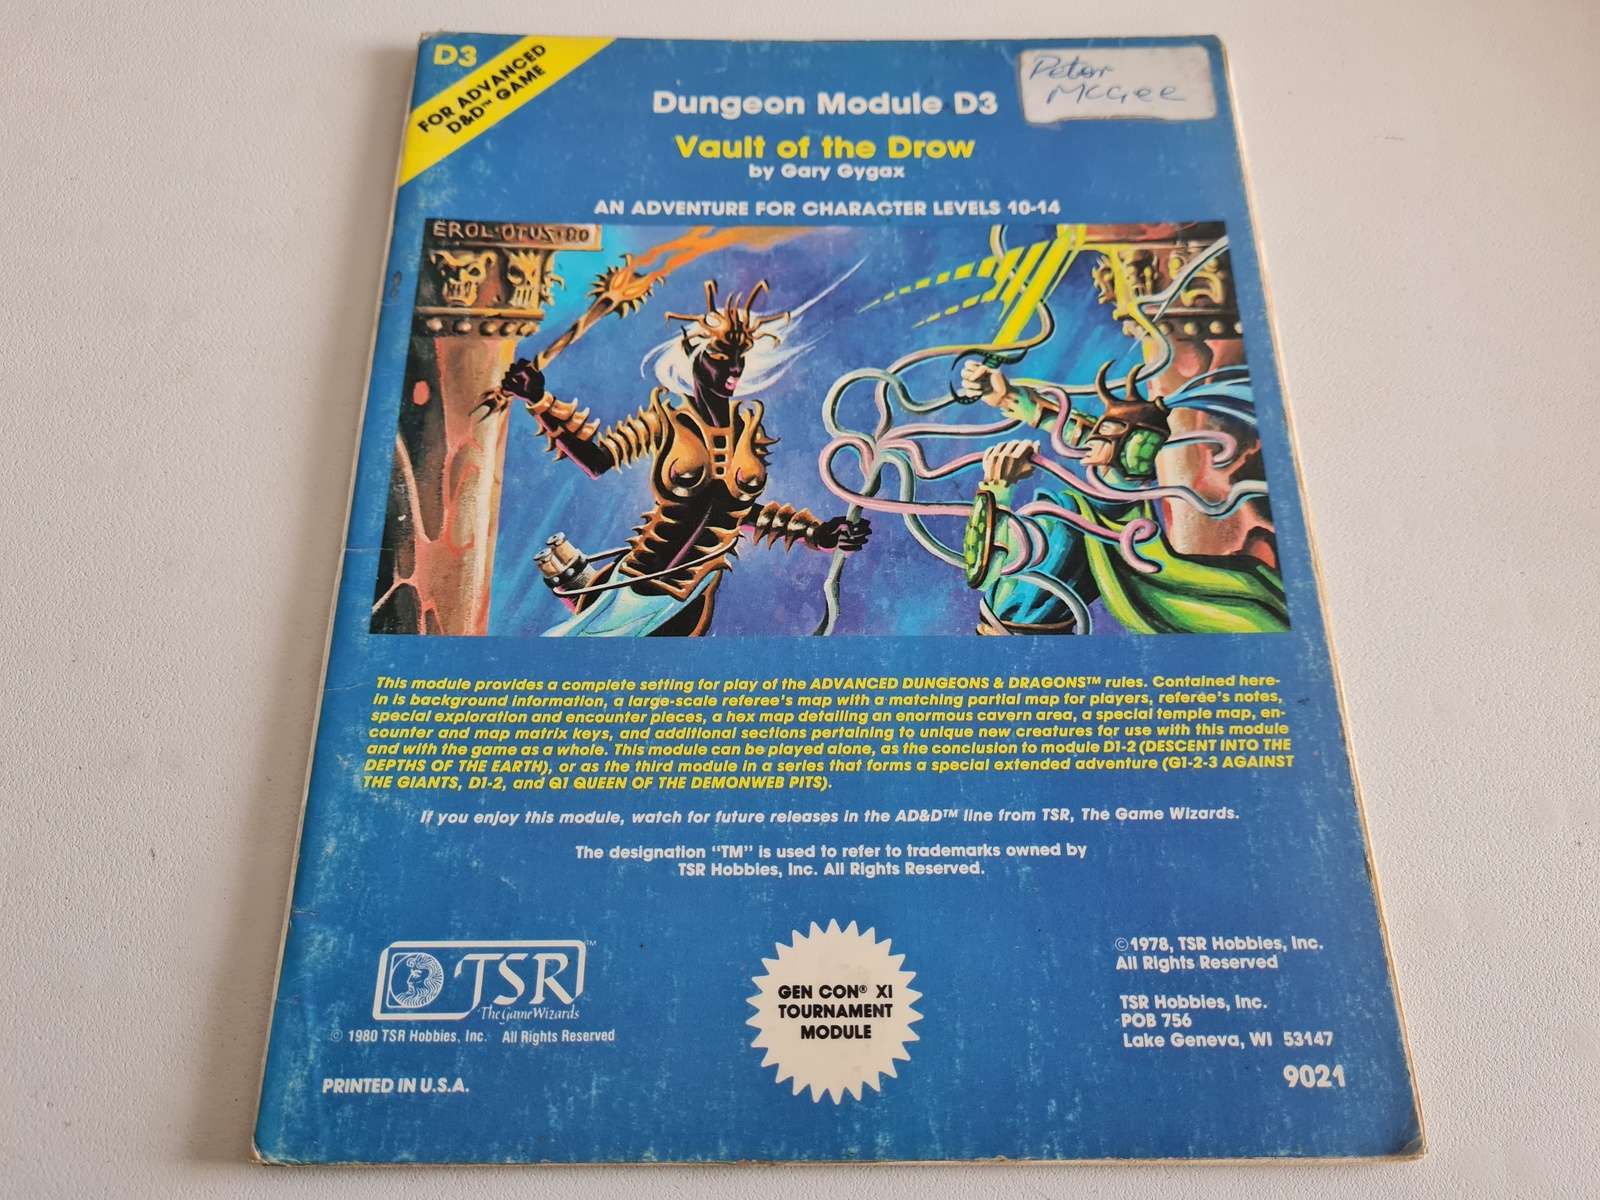 D3
FOR ADVANCED
D&D™ GAME
Peter
McGee
Dungeon Module D3
Vault of the Drow
by Gary Gygax
AN ADVENTURE FOR CHARACTER LEVELS 10-14
EROL·OTUS·80
This module provides a complete setting for play of the ADVANCED DUNGEONS & DRAGONS™ rules. Contained here-
in is background information, a large-scale referee's map with a matching partial map for players, referee's notes,
special exploration and encounter pieces, a hex map detailing an enormous cavern area, a special temple map, en-
counter and map matrix keys, and additional sections pertaining to unique new creatures for use with this module
and with the game as a whole. This module can be played alone, as the conclusion to module D1-2 (DESCENT INTO THE
DEPTHS OF THE EARTH), or as the third module in a series that forms a special extended adventure (G1-2-3 AGAINST
THE GIANTS, D1-2, and Q1 QUEEN OF THE DEMONWEB PITS).
If you enjoy this module, watch for future releases in the AD&D™ line from TSR, The Game Wizards.
The designation "TM" is used to refer to trademarks owned by
TSR Hobbies, Inc. All Rights Reserved.
TSR™
The Game Wizards
© 1980 TSR Hobbies, Inc. All Rights Reserved
PRINTED IN U.S.A.
GEN CON® XI
TOURNAMENT
MODULE
©1978, TSR Hobbies, Inc.
All Rights Reserved
TSR Hobbies, Inc.
POB 756
Lake Geneva, WI 53147
9021